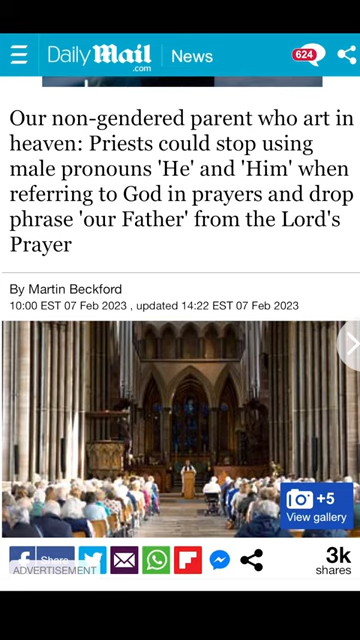 Daily Mail .com News 624
Our non-gendered parent who art in
heaven: Priests could stop using
male pronouns 'He' and 'Him' when
referring to God in prayers and drop
phrase 'our Father' from the Lord's
Prayer
By Martin Beckford
10:00 EST 07 Feb 2023 , updated 14:22 EST 07 Feb 2023
+5
View gallery
Share
3k
shares
ADVERTISEMENT